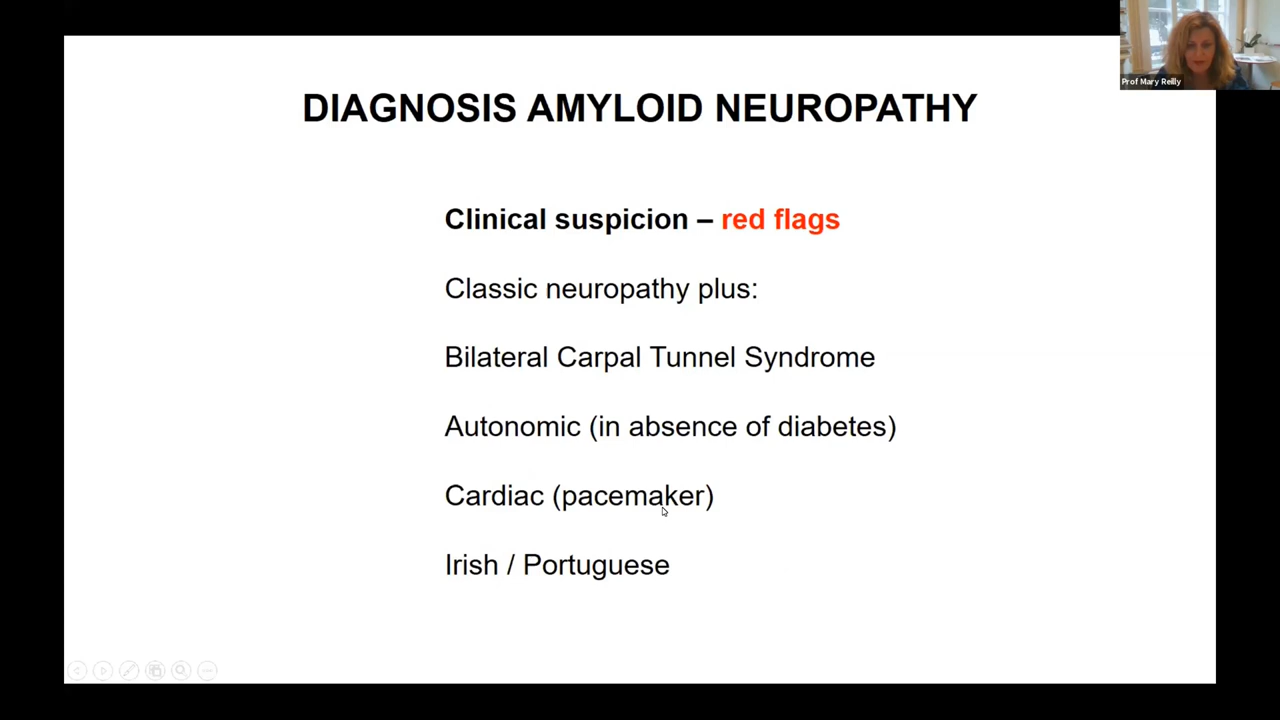 Prof Mary Reilly
DIAGNOSIS AMYLOID NEUROPATHY
Clinical suspicion – red flags
Classic neuropathy plus:
Bilateral Carpal Tunnel Syndrome
Autonomic (in absence of diabetes)
Cardiac (pacemaker)
Irish / Portuguese